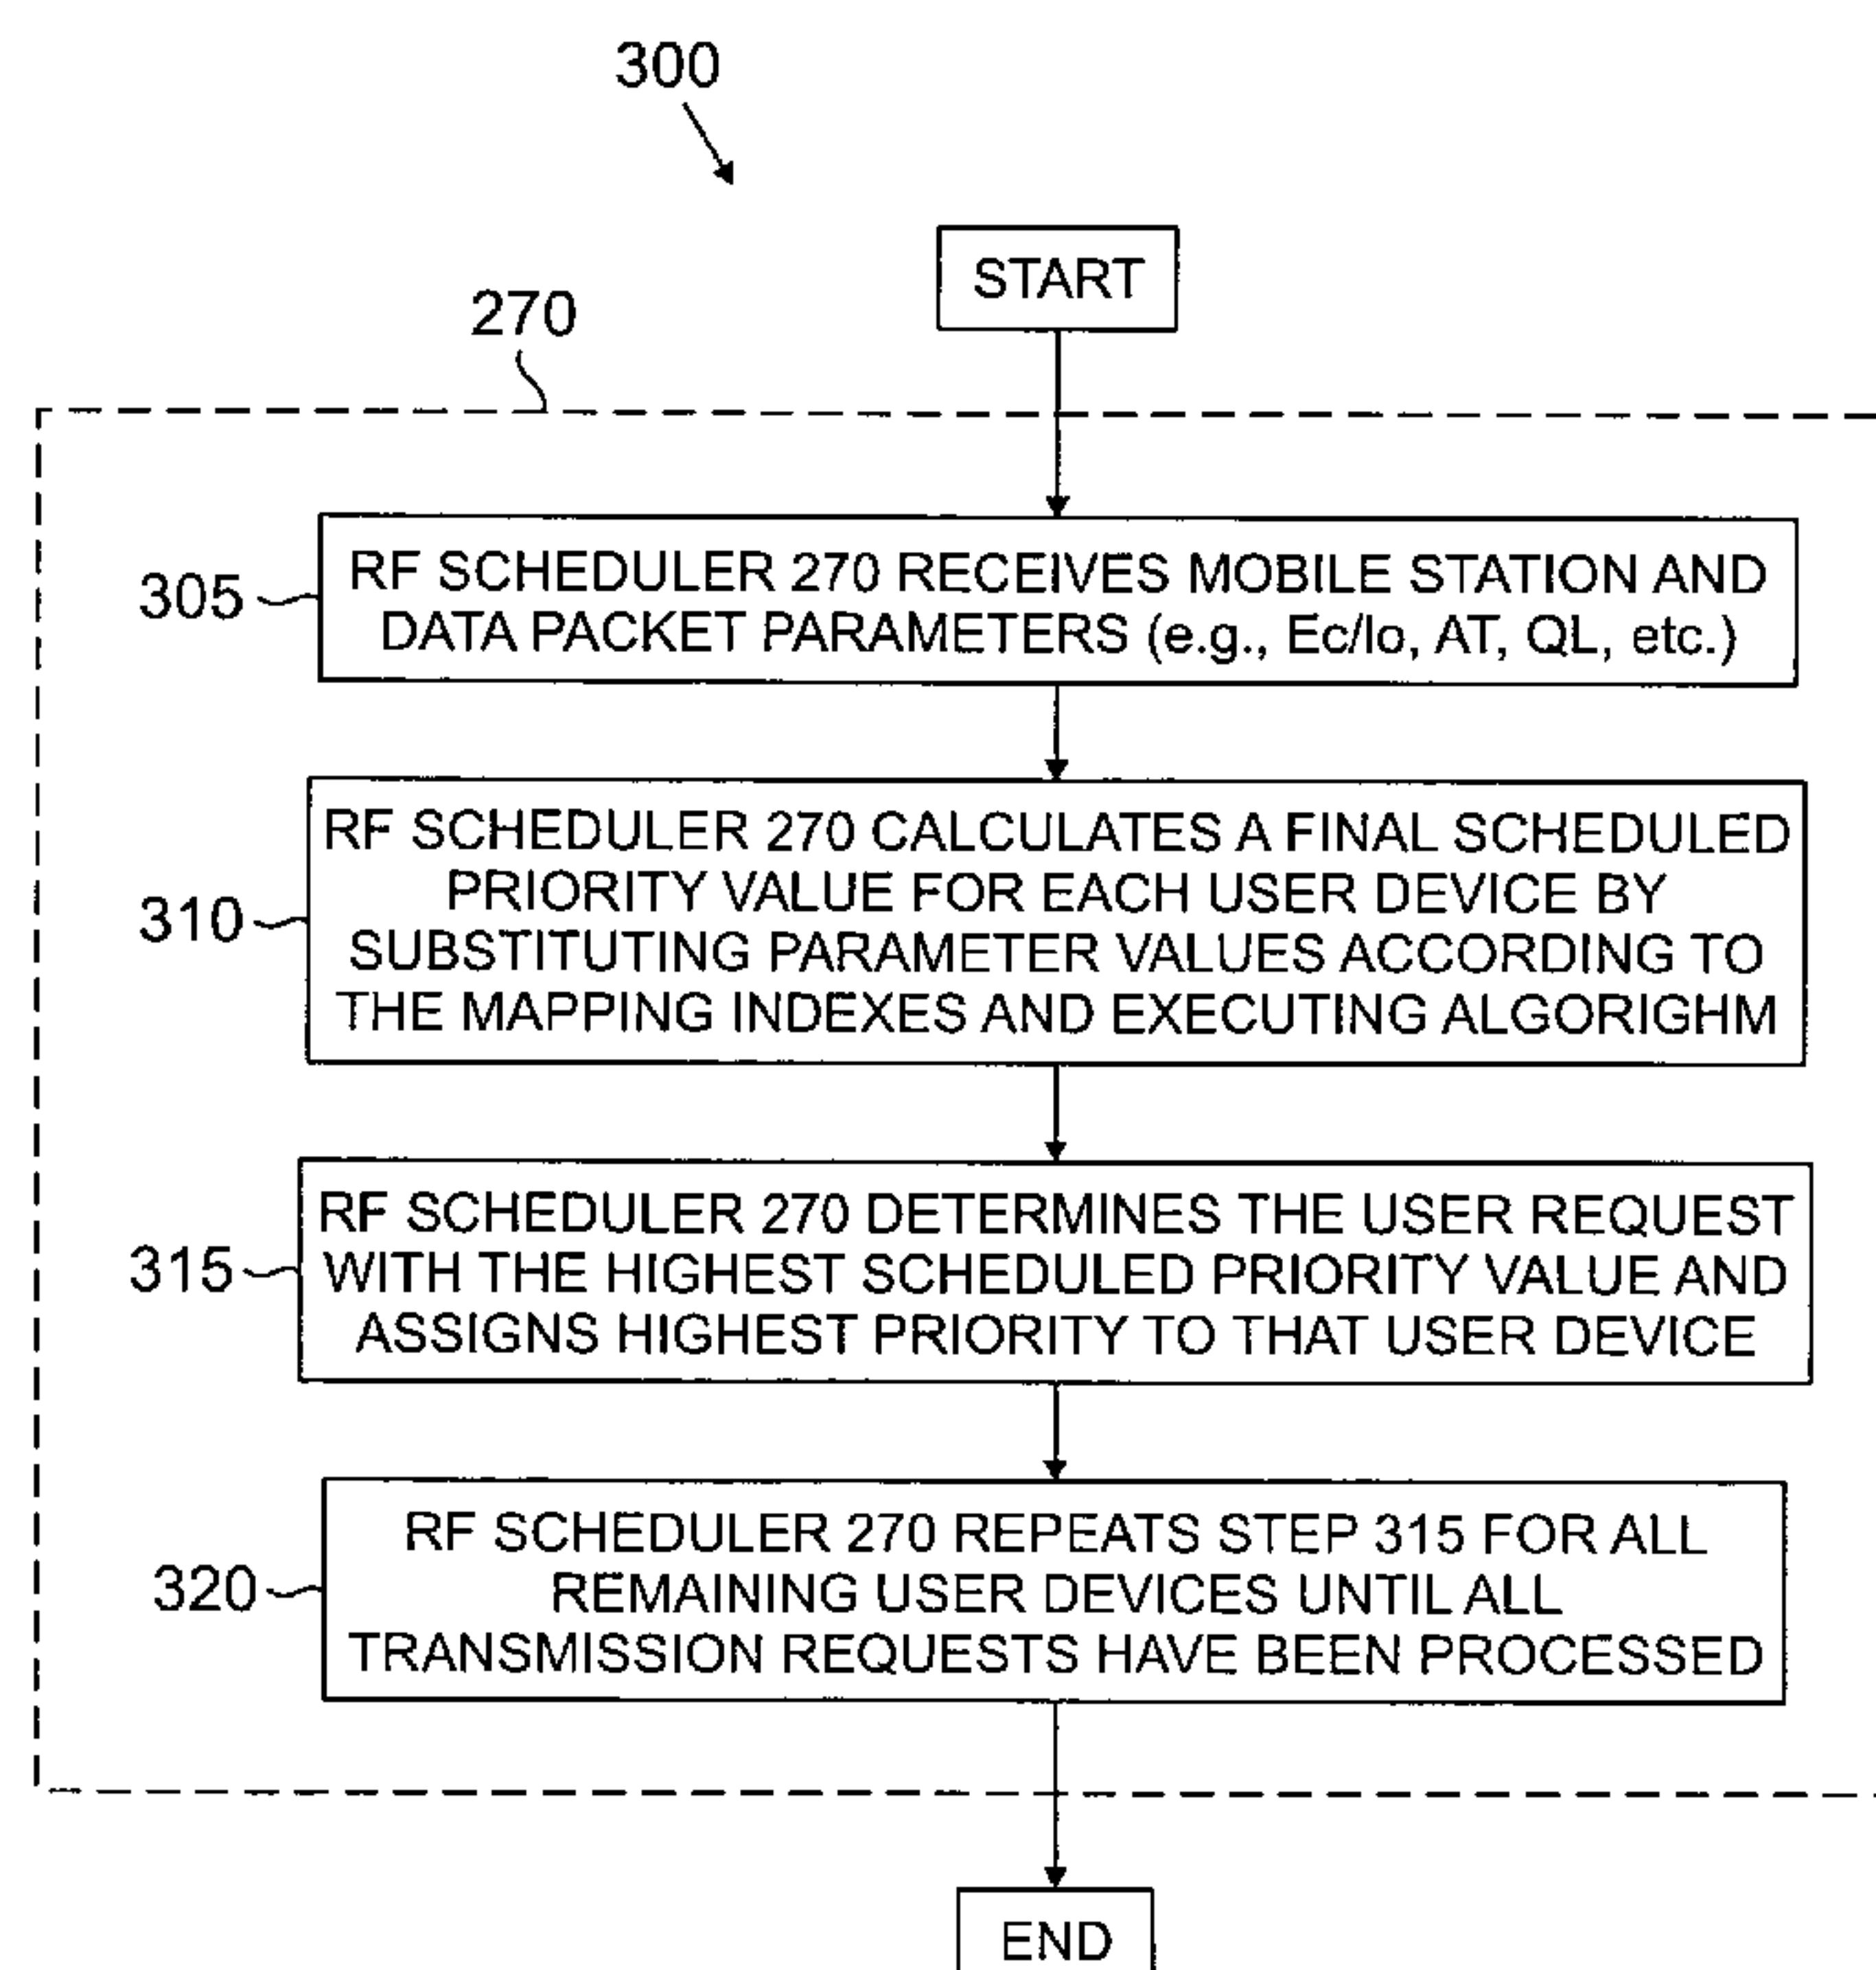 300
START
270
305
RF SCHEDULER 270 RECEIVES MOBILE STATION AND
DATA PACKET PARAMETERS (e.g., Ec/Io, AT, QL, etc.)
310
RF SCHEDULER 270 CALCULATES A FINAL SCHEDULED
PRIORITY VALUE FOR EACH USER DEVICE BY
SUBSTITUTING PARAMETER VALUES ACCORDING TO
THE MAPPING INDEXES AND EXECUTING ALGORIGHM
315
RF SCHEDULER 270 DETERMINES THE USER REQUEST
WITH THE HIGHEST SCHEDULED PRIORITY VALUE AND
ASSIGNS HIGHEST PRIORITY TO THAT USER DEVICE
320
RF SCHEDULER 270 REPEATS STEP 315 FOR ALL
REMAINING USER DEVICES UNTIL ALL
TRANSMISSION REQUESTS HAVE BEEN PROCESSED
END